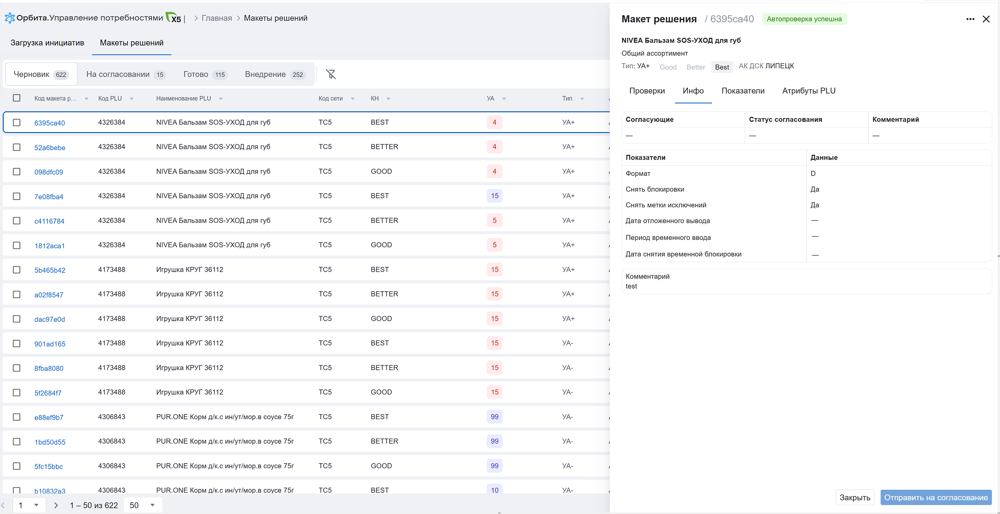 Орбита.Управление потребностями X5 | > Главная > Макеты решений
Загрузка инициатив Макеты решений
Черновик 622 На согласовании 15 Готово 115 Внедрение 252
Код макета р... Код PLU Наименование PLU Код сети КН УА Тип
6395ca40 4326384 NIVEA Бальзам SOS-УХОД для губ TC5 BEST 4 УА+
52a6bebe 4326384 NIVEA Бальзам SOS-УХОД для губ TC5 BETTER 4 УА+
098dfc09 4326384 NIVEA Бальзам SOS-УХОД для губ TC5 GOOD 4 УА+
7e08fba4 4326384 NIVEA Бальзам SOS-УХОД для губ TC5 BEST 15 УА+
c4116784 4326384 NIVEA Бальзам SOS-УХОД для губ TC5 BETTER 5 УА+
1812aca1 4326384 NIVEA Бальзам SOS-УХОД для губ TC5 GOOD 5 УА+
5b465b42 4173488 Игрушка КРУГ 36112 TC5 BEST 15 УА+
a02f8547 4173488 Игрушка КРУГ 36112 TC5 BETTER 15 УА+
dac97e0d 4173488 Игрушка КРУГ 36112 TC5 GOOD 15 УА+
901ad165 4173488 Игрушка КРУГ 36112 TC5 BEST 15 УА-
8fba8080 4173488 Игрушка КРУГ 36112 TC5 BETTER 15 УА-
5f2684f7 4173488 Игрушка КРУГ 36112 TC5 GOOD 15 УА-
e88ef9b7 4306843 PUR.ONE Корм д/к.с ин/ут/мор.в соусе 75г TC5 BEST 99 УА-
1bd50d55 4306843 PUR.ONE Корм д/к.с ин/ут/мор.в соусе 75г TC5 BETTER 99 УА-
5fc15bbc 4306843 PUR.ONE Корм д/к.с ин/ут/мор.в соусе 75г TC5 GOOD 99 УА-
b10832a3 4306843 PUR.ONE Корм д/к.с ин/ут/мор.в соусе 75г TC5 BEST 10 УА-
1 1 – 50 из 622 50
Макет решения / 6395ca40 Автопроверка успешна
NIVEA Бальзам SOS-УХОД для губ
Общий ассортимент
Тип: УА+ Good Better Best АК ДСК ЛИПЕЦК
Проверки Инфо Показатели Атрибуты PLU
Согласующие Статус согласования Комментарий
— — —
Показатели Данные
Формат D
Снять блокировки Да
Снять метки исключений Да
Дата отложенного вывода —
Период временного ввода —
Дата снятия временной блокировки —
Комментарий
test
Закрыть Отправить на согласование